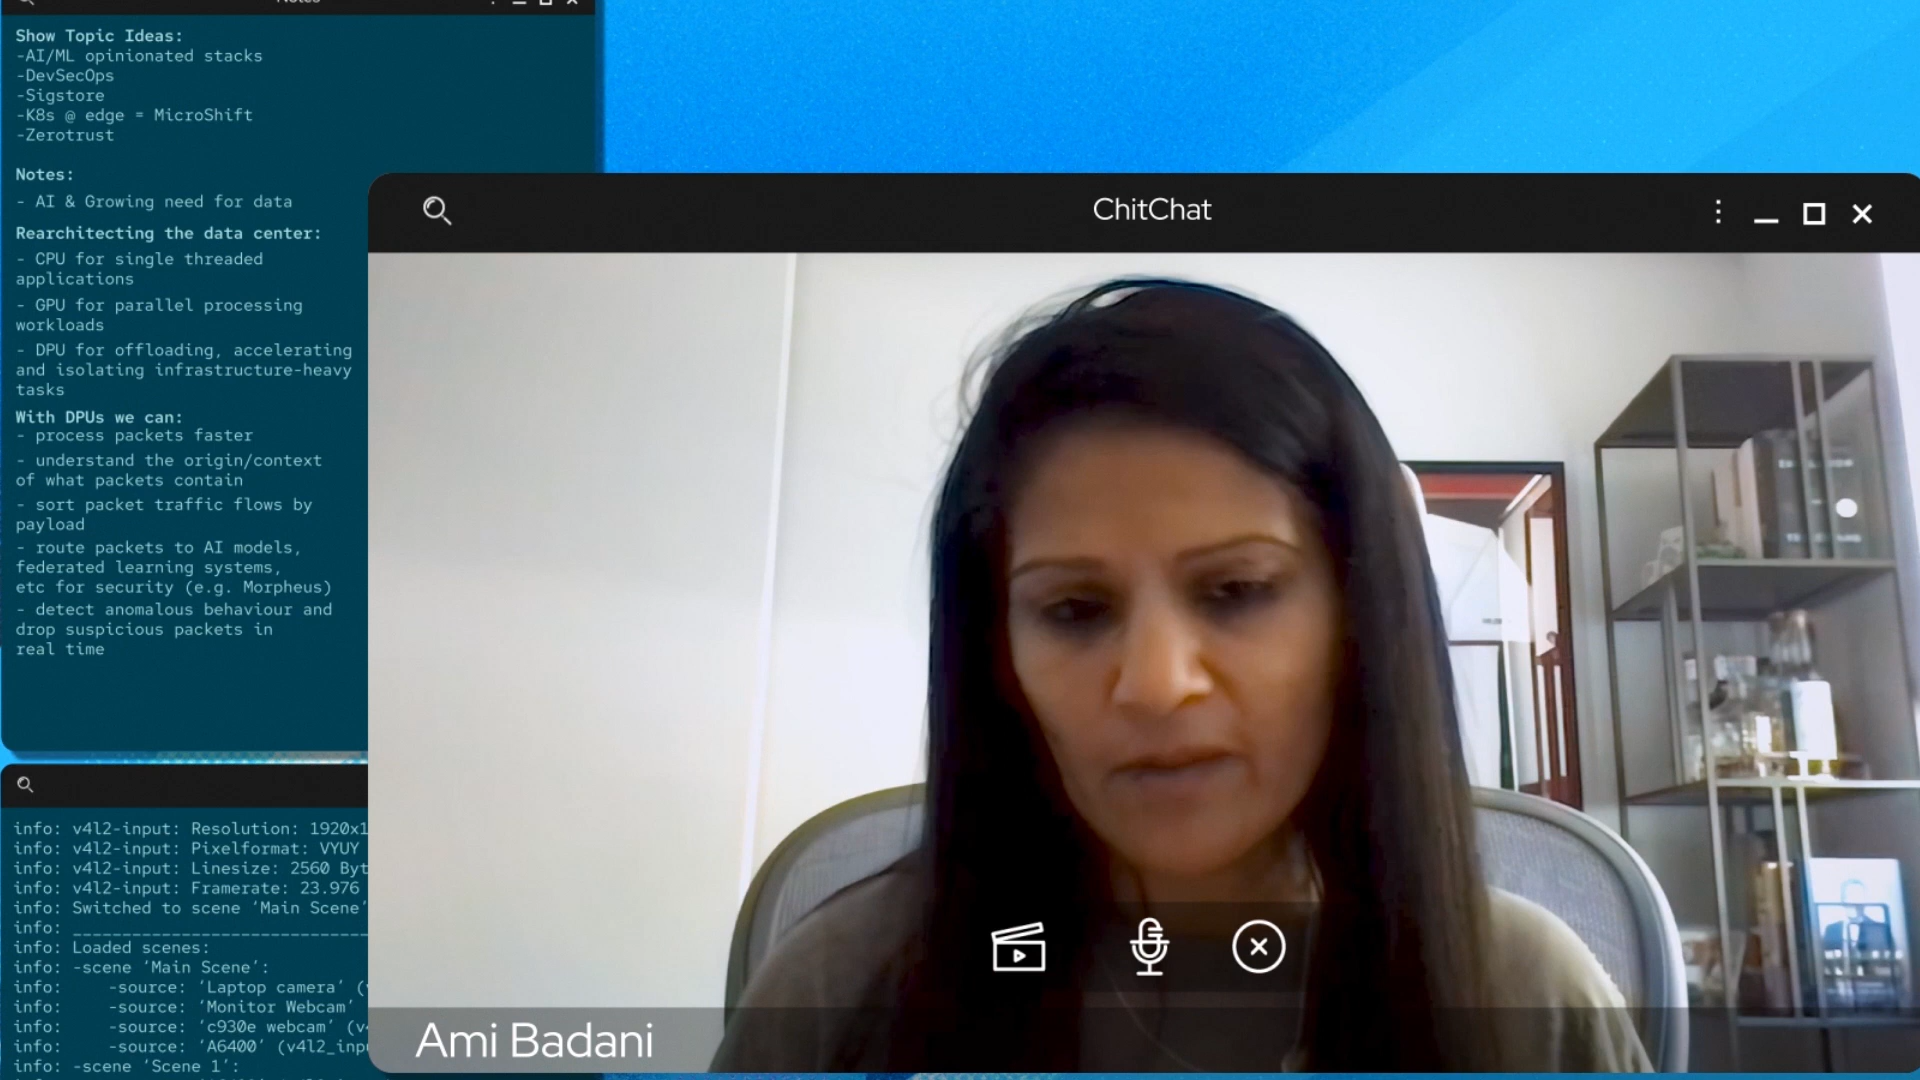 Notes
Show Topic Ideas:
-AI/ML opinionated stacks
-DevSecOps
-Sigstore
-K8s @ edge = MicroShift
-Zerotrust
Notes:
- AI & Growing need for data
Rearchitecting the data center:
- CPU for single threaded
applications
- GPU for parallel processing
workloads
- DPU for offloading, accelerating
and isolating infrastructure-heavy
tasks
With DPUs we can:
- process packets faster
- understand the origin/context
of what packets contain
- sort packet traffic flows by
payload
- route packets to AI models,
federated learning systems,
etc for security (e.g. Morpheus)
- detect anomalous behaviour and
drop suspicious packets in
real time
info: v4l2-input: Resolution: 1920x1
info: v4l2-input: Pixelformat: VYUY
info: v4l2-input: Linesize: 2560 Byt
info: v4l2-input: Framerate: 23.976
info: Switched to scene ‘Main Scene’
info: ______________________________
info: Loaded scenes:
info: -scene ‘Main Scene’:
info:     -source: ‘Laptop camera’ (
info:     -source: ‘Monitor Webcam’
info:     -source: ‘c930e webcam’ (v
info:     -source: ‘A6400’ (v4l2_inp
info: -scene ‘Scene 1’:
ChitChat
Ami Badani